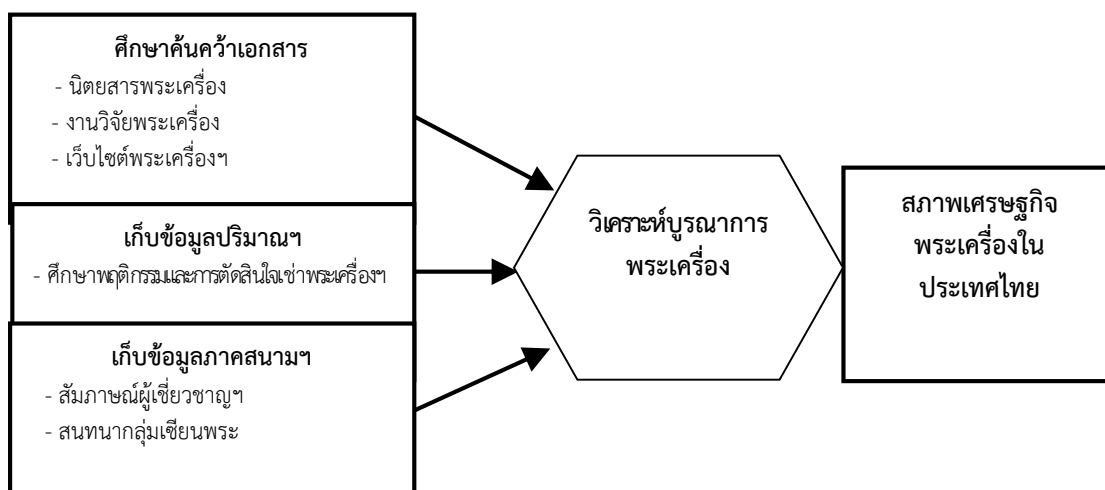 ศึกษาค้นคว้าเอกสาร
- นิตยสารพระเครื่อง
- งานวิจัยพระเครื่อง
- เว็บไซต์พระเครื่องฯ
เก็บข้อมูลปริมาณฯ
- ศึกษาพฤติกรรมและการตัดสินใจเช่าพระเครื่องฯ
เก็บข้อมูลภาคสนามฯ
- สัมภาษณ์ผู้เชี่ยวชาญฯ
- สนทนากลุ่มเซียนพระ
วิเคราะห์บูรณาการ
พระเครื่อง
สภาพเศรษฐกิจ
พระเครื่องใน
ประเทศไทย